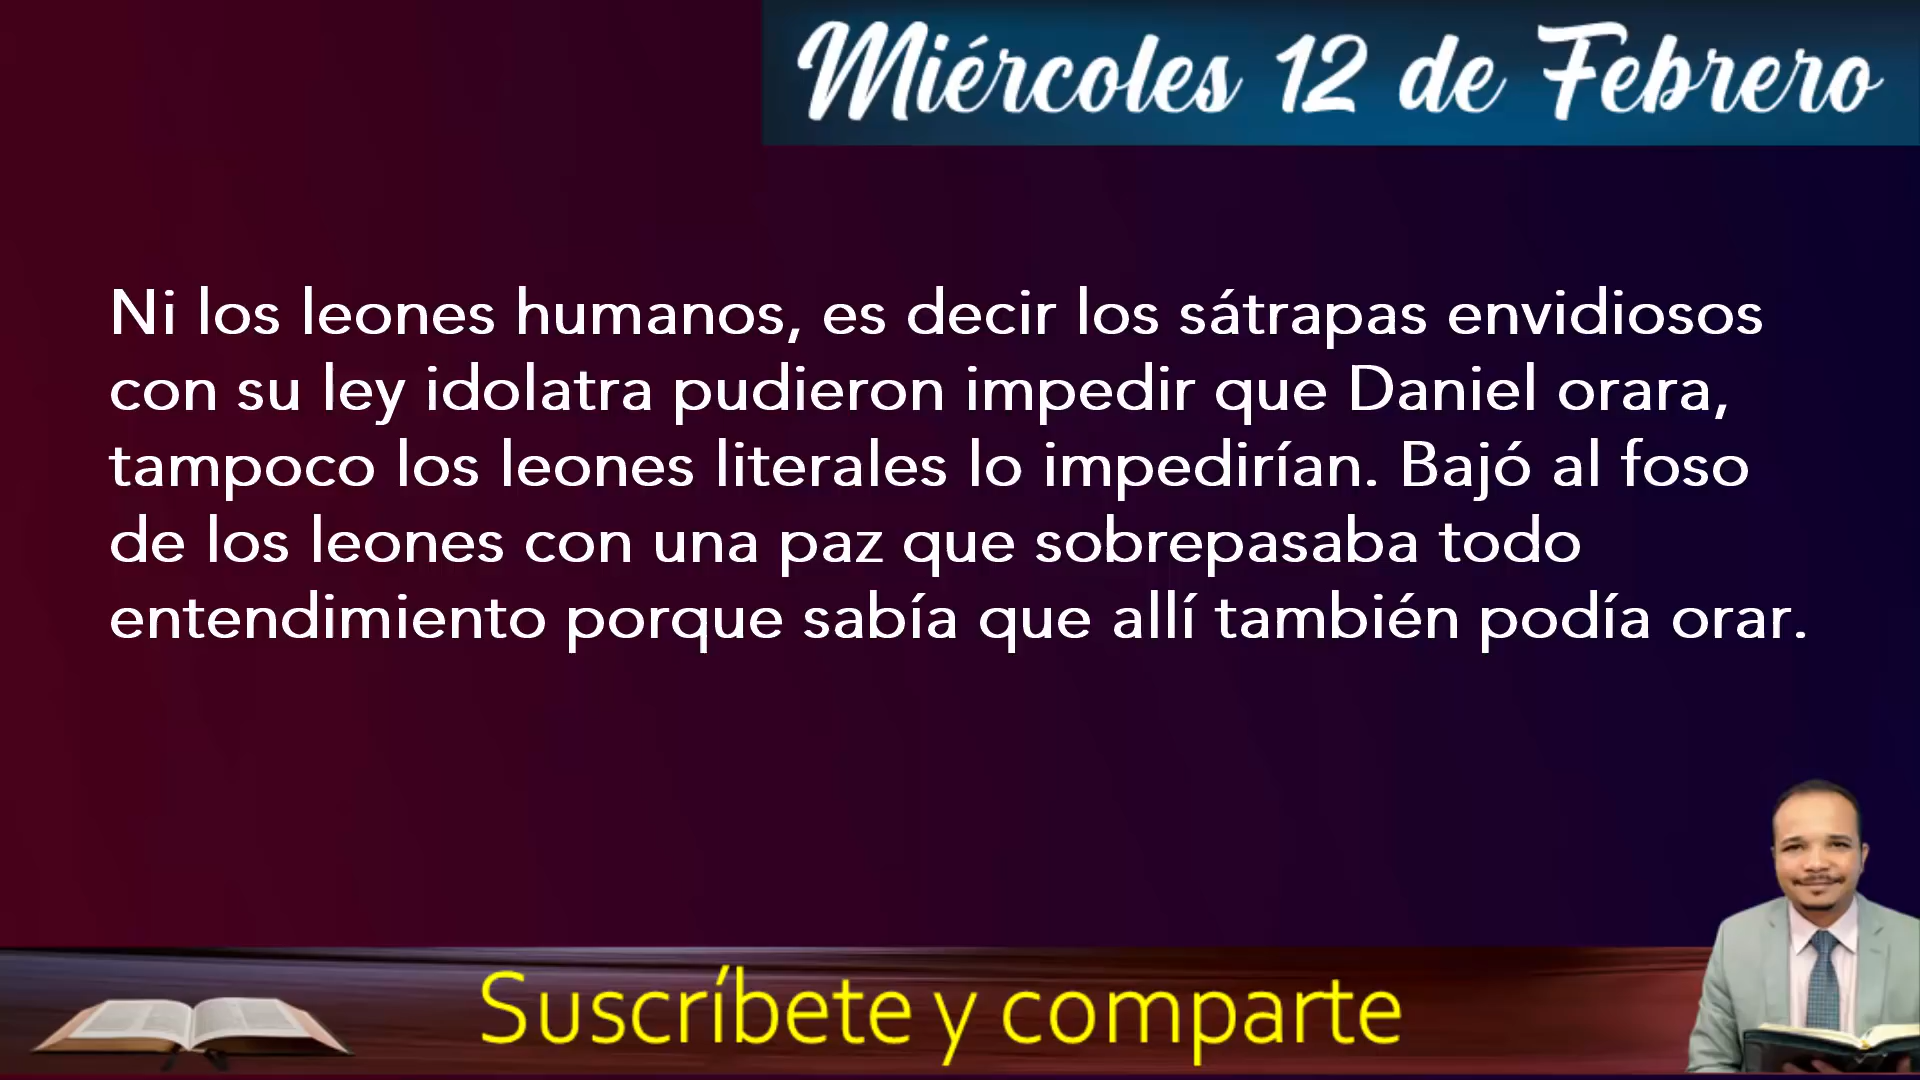 Miércoles 12 de Febrero
Ni los leones humanos, es decir los sátrapas envidiosos
con su ley idolatra pudieron impedir que Daniel orara,
tampoco los leones literales lo impedirían. Bajó al foso
de los leones con una paz que sobrepasaba todo
entendimiento porque sabía que allí también podía orar.
Suscríbete y comparte